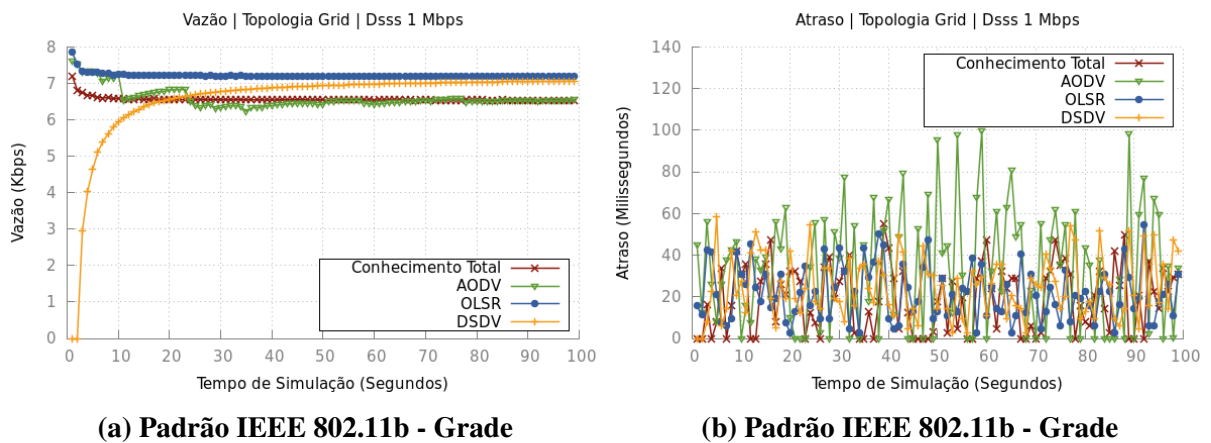 Vazão | Topologia Grid | Dsss 1 Mbps
8
7
6
5
4
3
2
1
0
Vazão (Kbps)
Conhecimento Total
AODV
OLSR
DSDV
0 10 20 30 40 50 60 70 80 90 100
Tempo de Simulação (Segundos)
(a) Padrão IEEE 802.11b - Grade
Atraso | Topologia Grid | Dsss 1 Mbps
140
120
100
80
60
40
20
0
Atraso (Milissegundos)
Conhecimento Total
AODV
OLSR
DSDV
0 10 20 30 40 50 60 70 80 90 100
Tempo de Simulação (Segundos)
(b) Padrão IEEE 802.11b - Grade